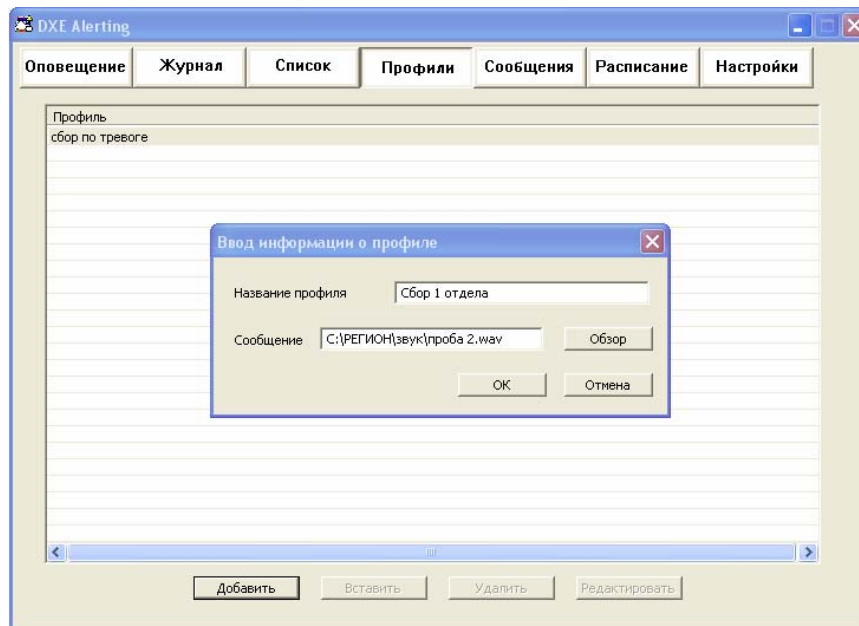 DXE Alerting
Оповещение Журнал Список Профили Сообщения Расписание Настройки
Профиль
сбор по тревоге
Ввод информации о профиле
Название профиля Сбор 1 отдела
Сообщение C:\РЕГИОН\звук\проба 2.wav Обзор
OK Отмена
Добавить Вставить Удалить Редактировать